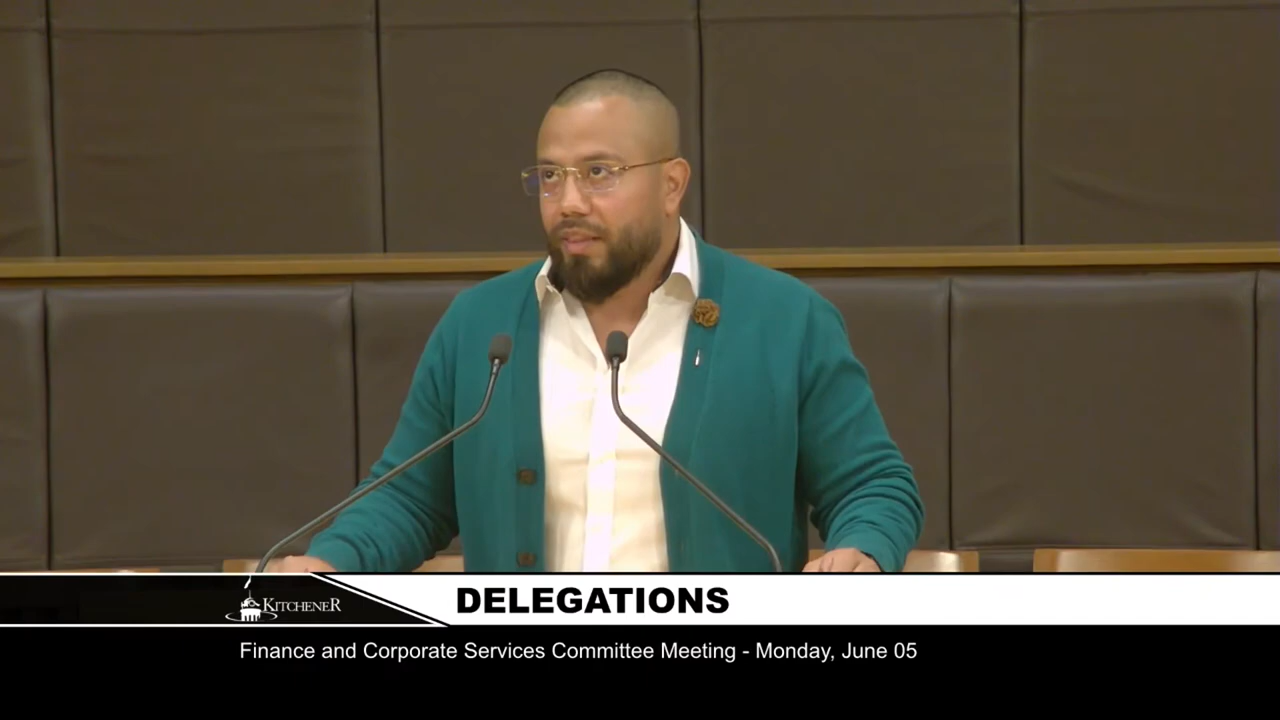 KITCHENER
DELEGATIONS
Finance and Corporate Services Committee Meeting - Monday, June 05